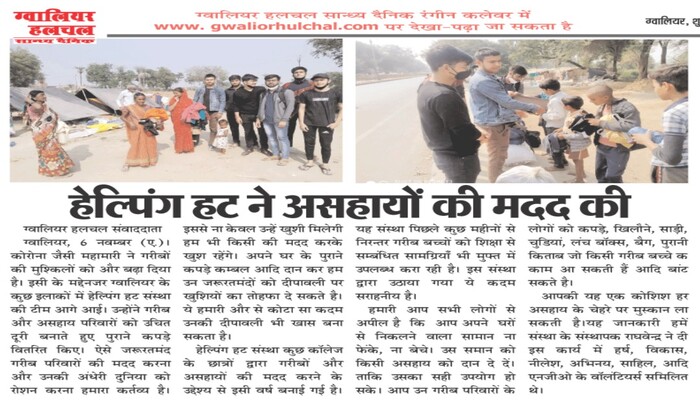 ग्वालियर
हलचल
सान्ध्य दैनिक
ग्वालियर हलचल सान्ध्य दैनिक रंगीन कलेबर में
www.gwaliorhulchal.com पर देखा-पढ़ा जा सकता है
ग्वालियर, शु
हेल्पिंग हट ने असहायों की मदद की
ग्वालियर हलचल संवाददाता
ग्वालियर, 6 नवम्बर (ए)।
कोरोना जैसी महामारी ने गरीबों
की मुश्किलों को और बढ़ा दिया
है। इसी के मद्देनजर ग्वालियर के
कुछ इलाकों में हेल्पिंग हट संस्था
की टीम आगे आई। उन्होंने गरीब
और असहाय परिवारों को उचित
दूरी बनाते हुए पुराने कपड़े
वितरित किए। ऐसे जरूरतमंद
गरीब परिवारों की मदद करना
और उनकी अंधेरी दुनिया को
रोशन करना हमारा कर्तव्य है।
इससे ना केवल उन्हें खुशी मिलेगी
हम भी किसी की मदद करके
खुश रहेंगे। अपने घर के पुराने
कपड़े कम्बल आदि दान कर हम
उन जरूरतमंदों को दीपावली पर
खुशियों का तोहफा दे सकते है।
ये हमारी और से कोटा सा कदम
उनकी दीपावली भी खास बना
सकता है।
हेल्पिंग हट संस्था कुछ कॉलेज
के छात्रों द्वारा गरीबों और
असहायों की मदद करने के
उद्देश्य से इसी वर्ष बनाई गई है।
यह संस्था पिछले कुछ महीनों से
निरन्तर गरीब बच्चों को शिक्षा से
सम्बंधित सामग्रियाँ भी मुफ्त में
उपलब्ध करा रही है। इस संस्था
द्वारा उठाया गया ये कदम
सराहनीय है।
हमारी आप सभी लोगों से
अपील है कि आप अपने घरों
से निकलने वाला सामान ना
फेके, ना बेचे। उस समान को
किसी असहाय को दान दे दें।
ताकि उसका सही उपयोग हो
सके। आप उन गरीब परिवारों के
लोगों को कपड़े, खिलौने, साड़ी,
चुडियां, लंच बॉक्स, बैग, पुरानी
किताब जो किसी गरीब बच्चे क
काम आ सकती हैं आदि बांट
सकते है।
आपकी यह एक कोशिश हर
असहाय के चेहरे पर मुस्कान ला
सकती है।यह जानकारी हमें
संस्था के संस्थापक राघवेन्द्र ने दी
इस कार्य में हर्ष, विकास,
नीलेश, अभिनय, साहिल, आदि
एनजीओ के वॉलंटियर्स सम्मिलित
थे।